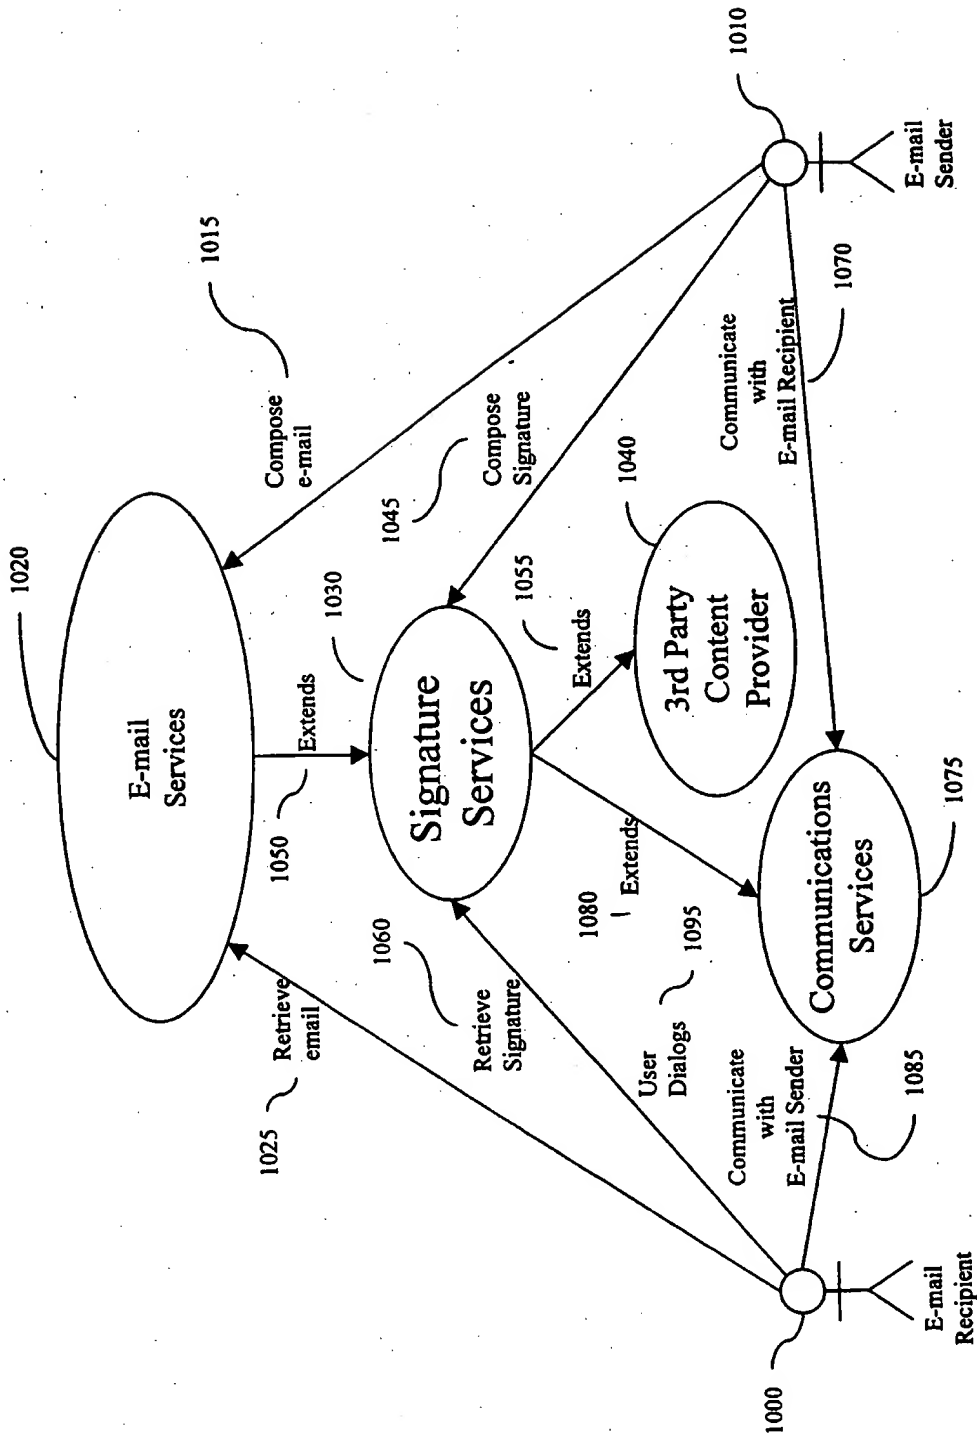 1020
E-mail
Services
1015
Compose
e-mail
1025
Retrieve
email
1050
Extends
1030
1060
1045
Signature
Services
Retrieve
Signature
Compose
Signature
1055
Extends
1080
Extends
1040
User
Dialogs
1095
3rd Party
Content
Provider
Communicate
with
E-mail Recipient
1010
Communicate
with
E-mail Sender
1000
Communications
Services
1070
1085
E-mail
Sender
E-mail
Recipient
1075